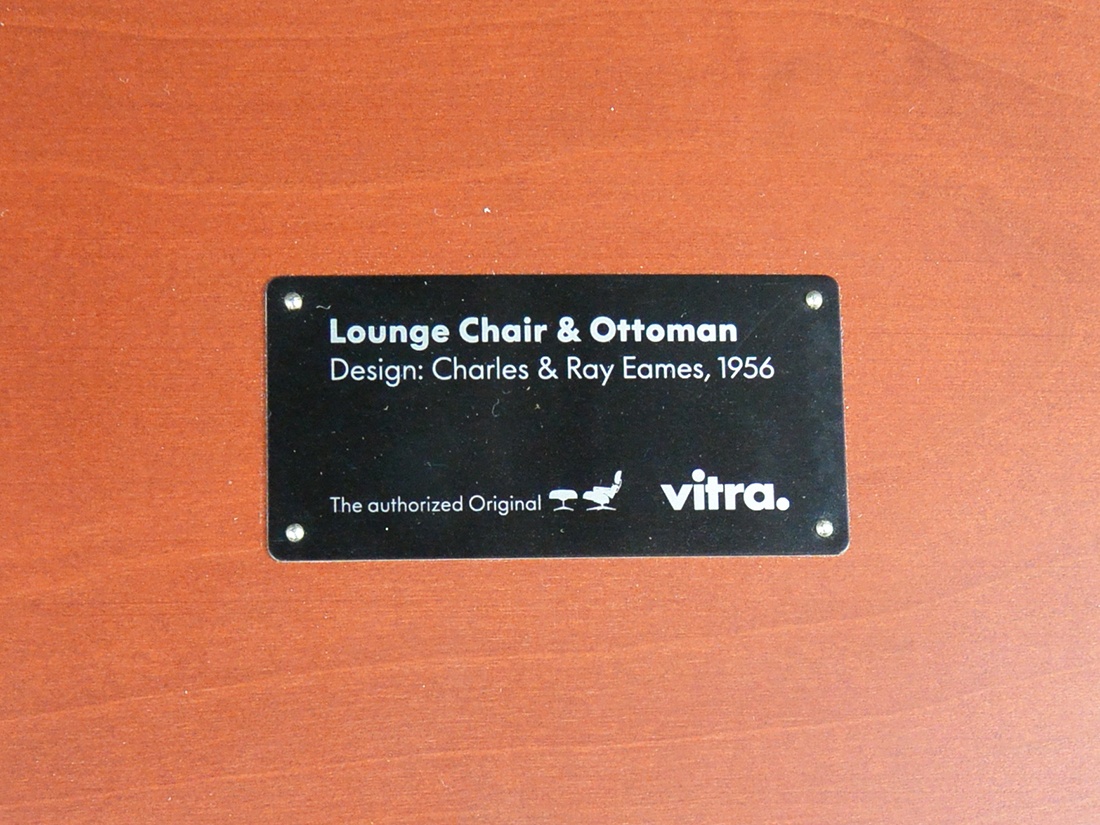 Lounge Chair & Ottoman
Design: Charles & Ray Eames, 1956
The authorized Original vitra.